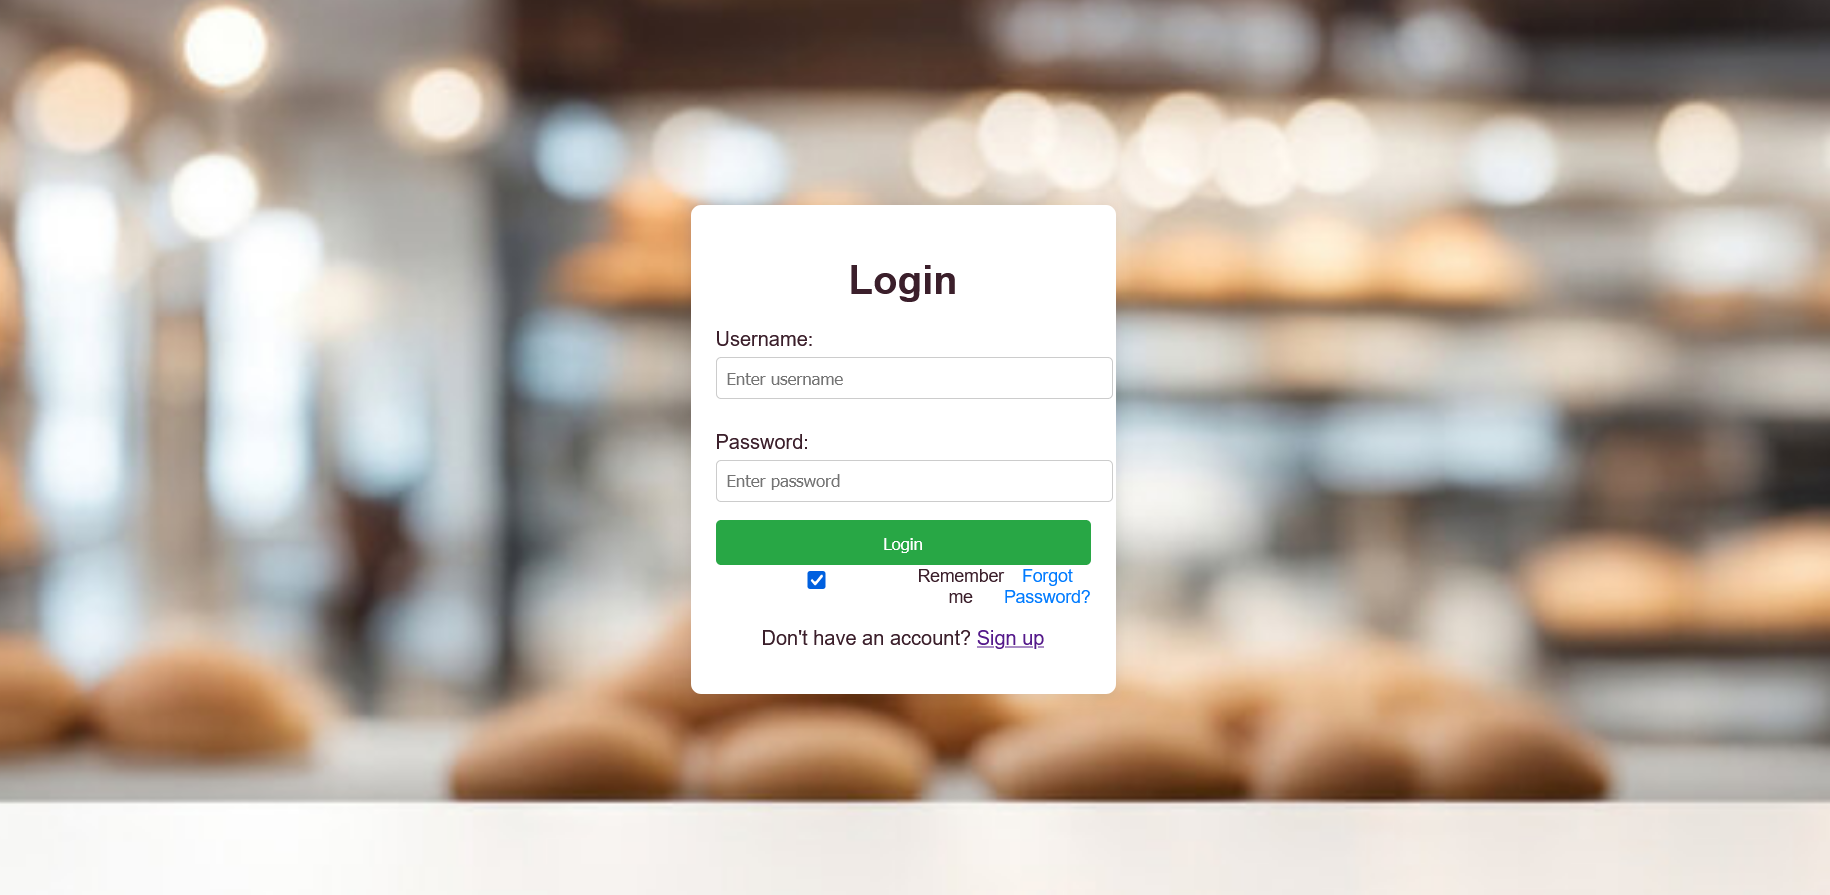 Login
Username:
Enter username
Password:
Enter password
Login
Remember me
Forgot Password?
Don't have an account? Sign up